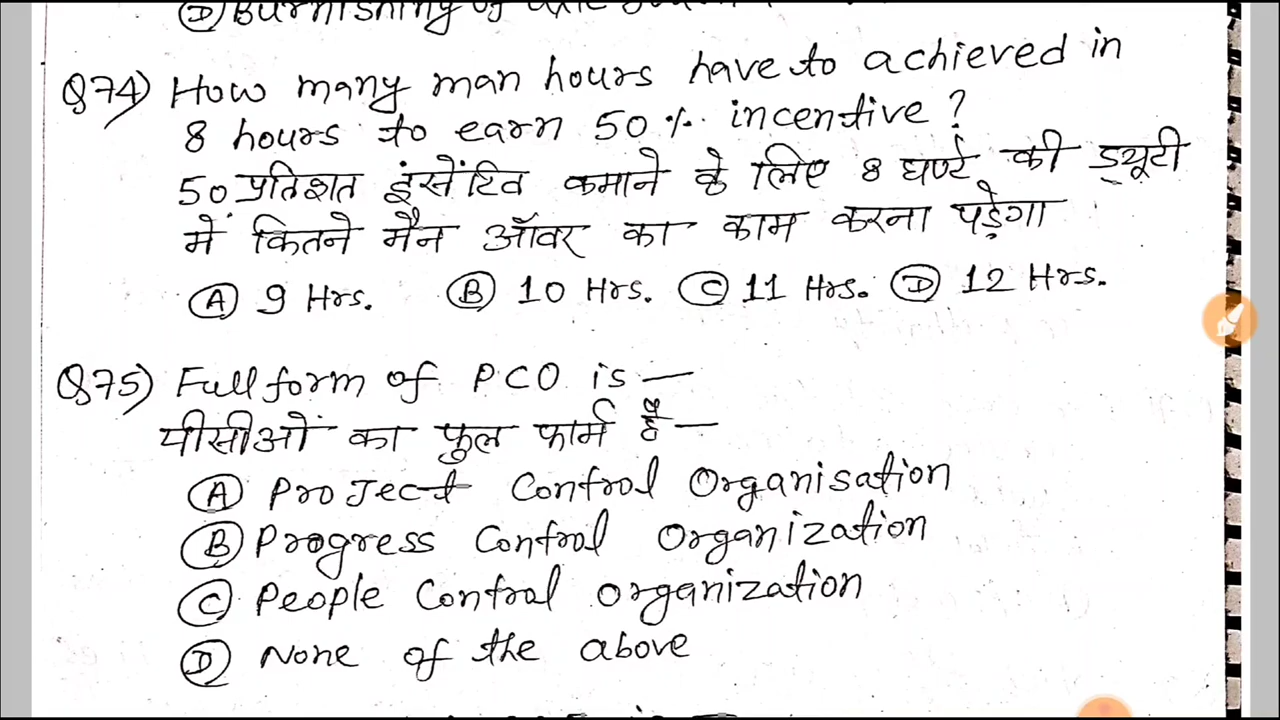 Q74) How many man hours have to achieved in
8 hours to earn 50 % incentive ?
50 प्रतिशत इंसेंटिव कमाने के लिए 8 घण्टे की ड्यूटी
में कितने मैन ऑवर का काम करना पड़ेगा
(A) 9 Hrs. (B) 10 Hrs. (C) 11 Hrs. (D) 12 Hrs.
Q75) Full form of PCO is —
पीसीओं का फुल फार्म है —
(A) Project Control Organisation
(B) Progress Control Organization
(C) People Control organization
(D) None of the above